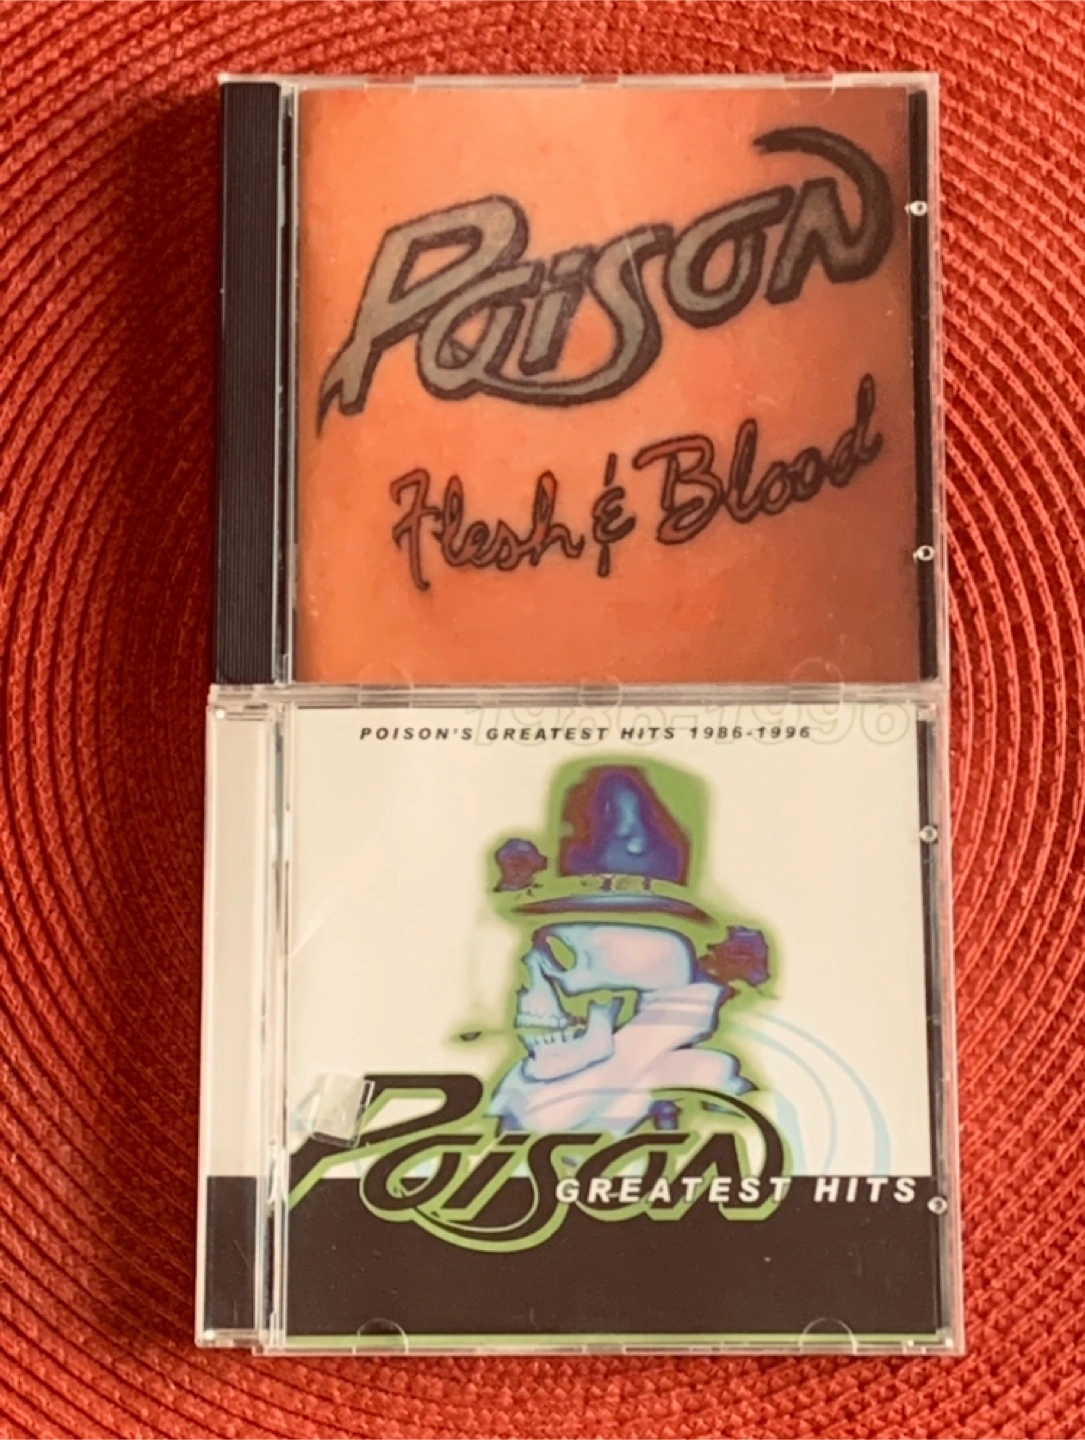 Poison
Flesh & Blood
1986-1996
POISON'S GREATEST HITS 1986-1996
Poison
GREATEST HITS